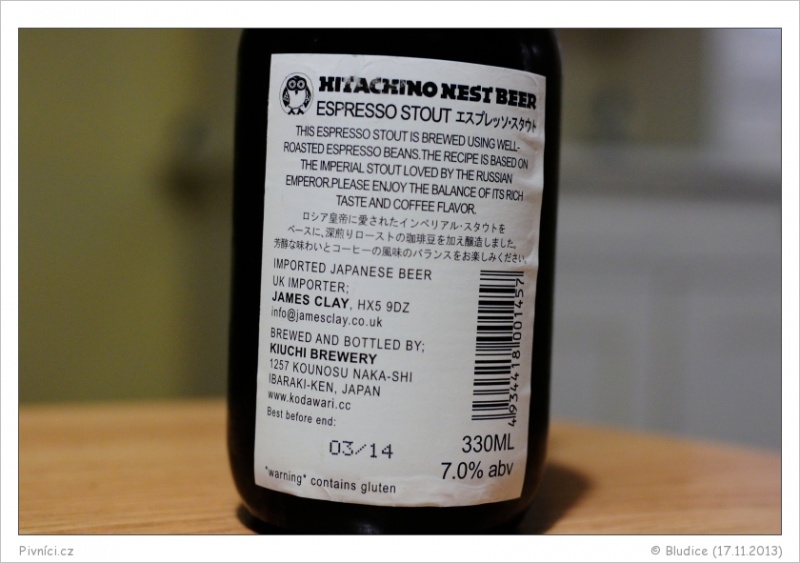 HITACHINO NEST BEER
ESPRESSO STOUT エスプレッソ・スタウト
THIS ESPRESSO STOUT IS BREWED USING WELL-
ROASTED ESPRESSO BEANS.THE RECIPE IS BASED ON
THE IMPERIAL STOUT LOVED BY THE RUSSIAN
EMPEROR.PLEASE ENJOY THE BALANCE OF ITS RICH
TASTE AND COFFEE FLAVOR.
ロシア皇帝に愛されたインペリアル・スタウトを
ベースに、深煎りローストの珈琲豆を加え醸造しました。
芳醇な味わいとコーヒーの風味のバランスをお楽しみください。
IMPORTED JAPANESE BEER
UK IMPORTER;
JAMES CLAY, HX5 9DZ
info@jamesclay.co.uk
BREWED AND BOTTLED BY;
KIUCHI BREWERY
1257 KOUNOSU NAKA-SHI
IBARAKI-KEN, JAPAN
www.kodawari.cc
Best before end:
03/14
*warning* contains gluten
4934418001457
330ML
7.0% abv
Pivníci.cz
© Bludice (17.11.2013)